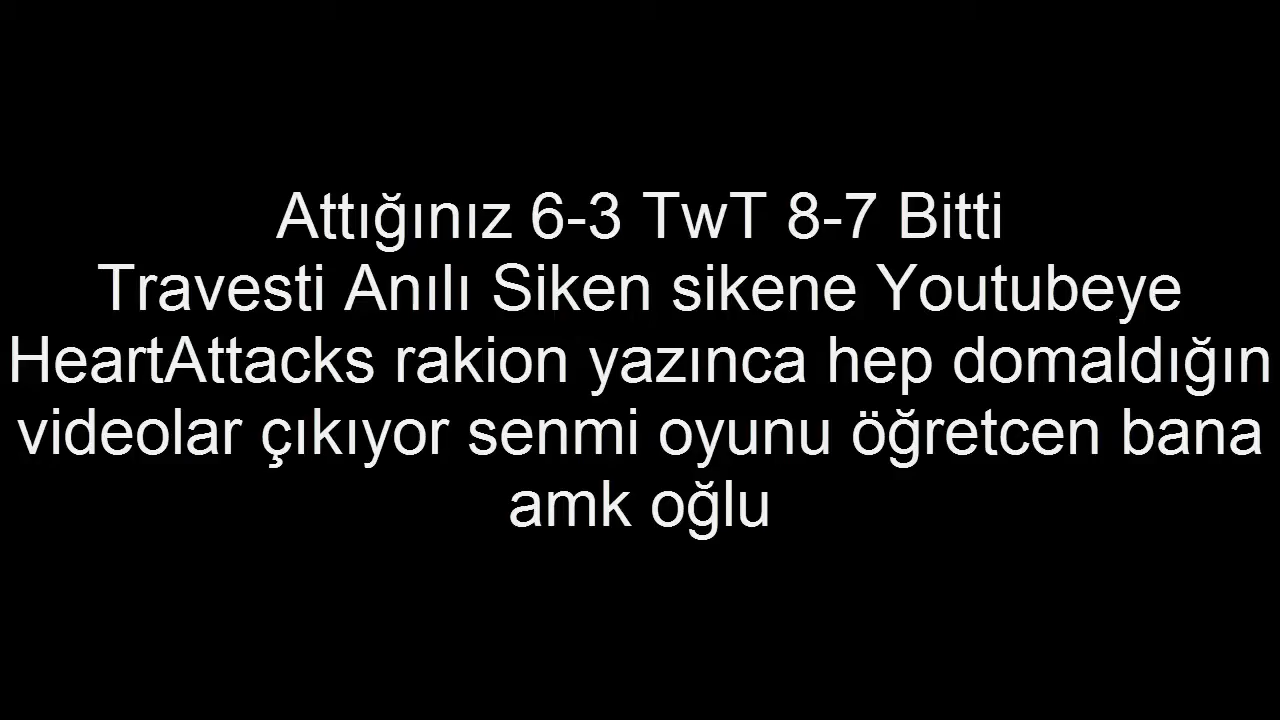 Attığınız 6-3 TwT 8-7 Bitti
Travesti Anılı Siken sikene Youtubeye
HeartAttacks rakion yazınca hep domaldığın
videolar çıkıyor senmi oyunu öğretcen bana
amk oğlu